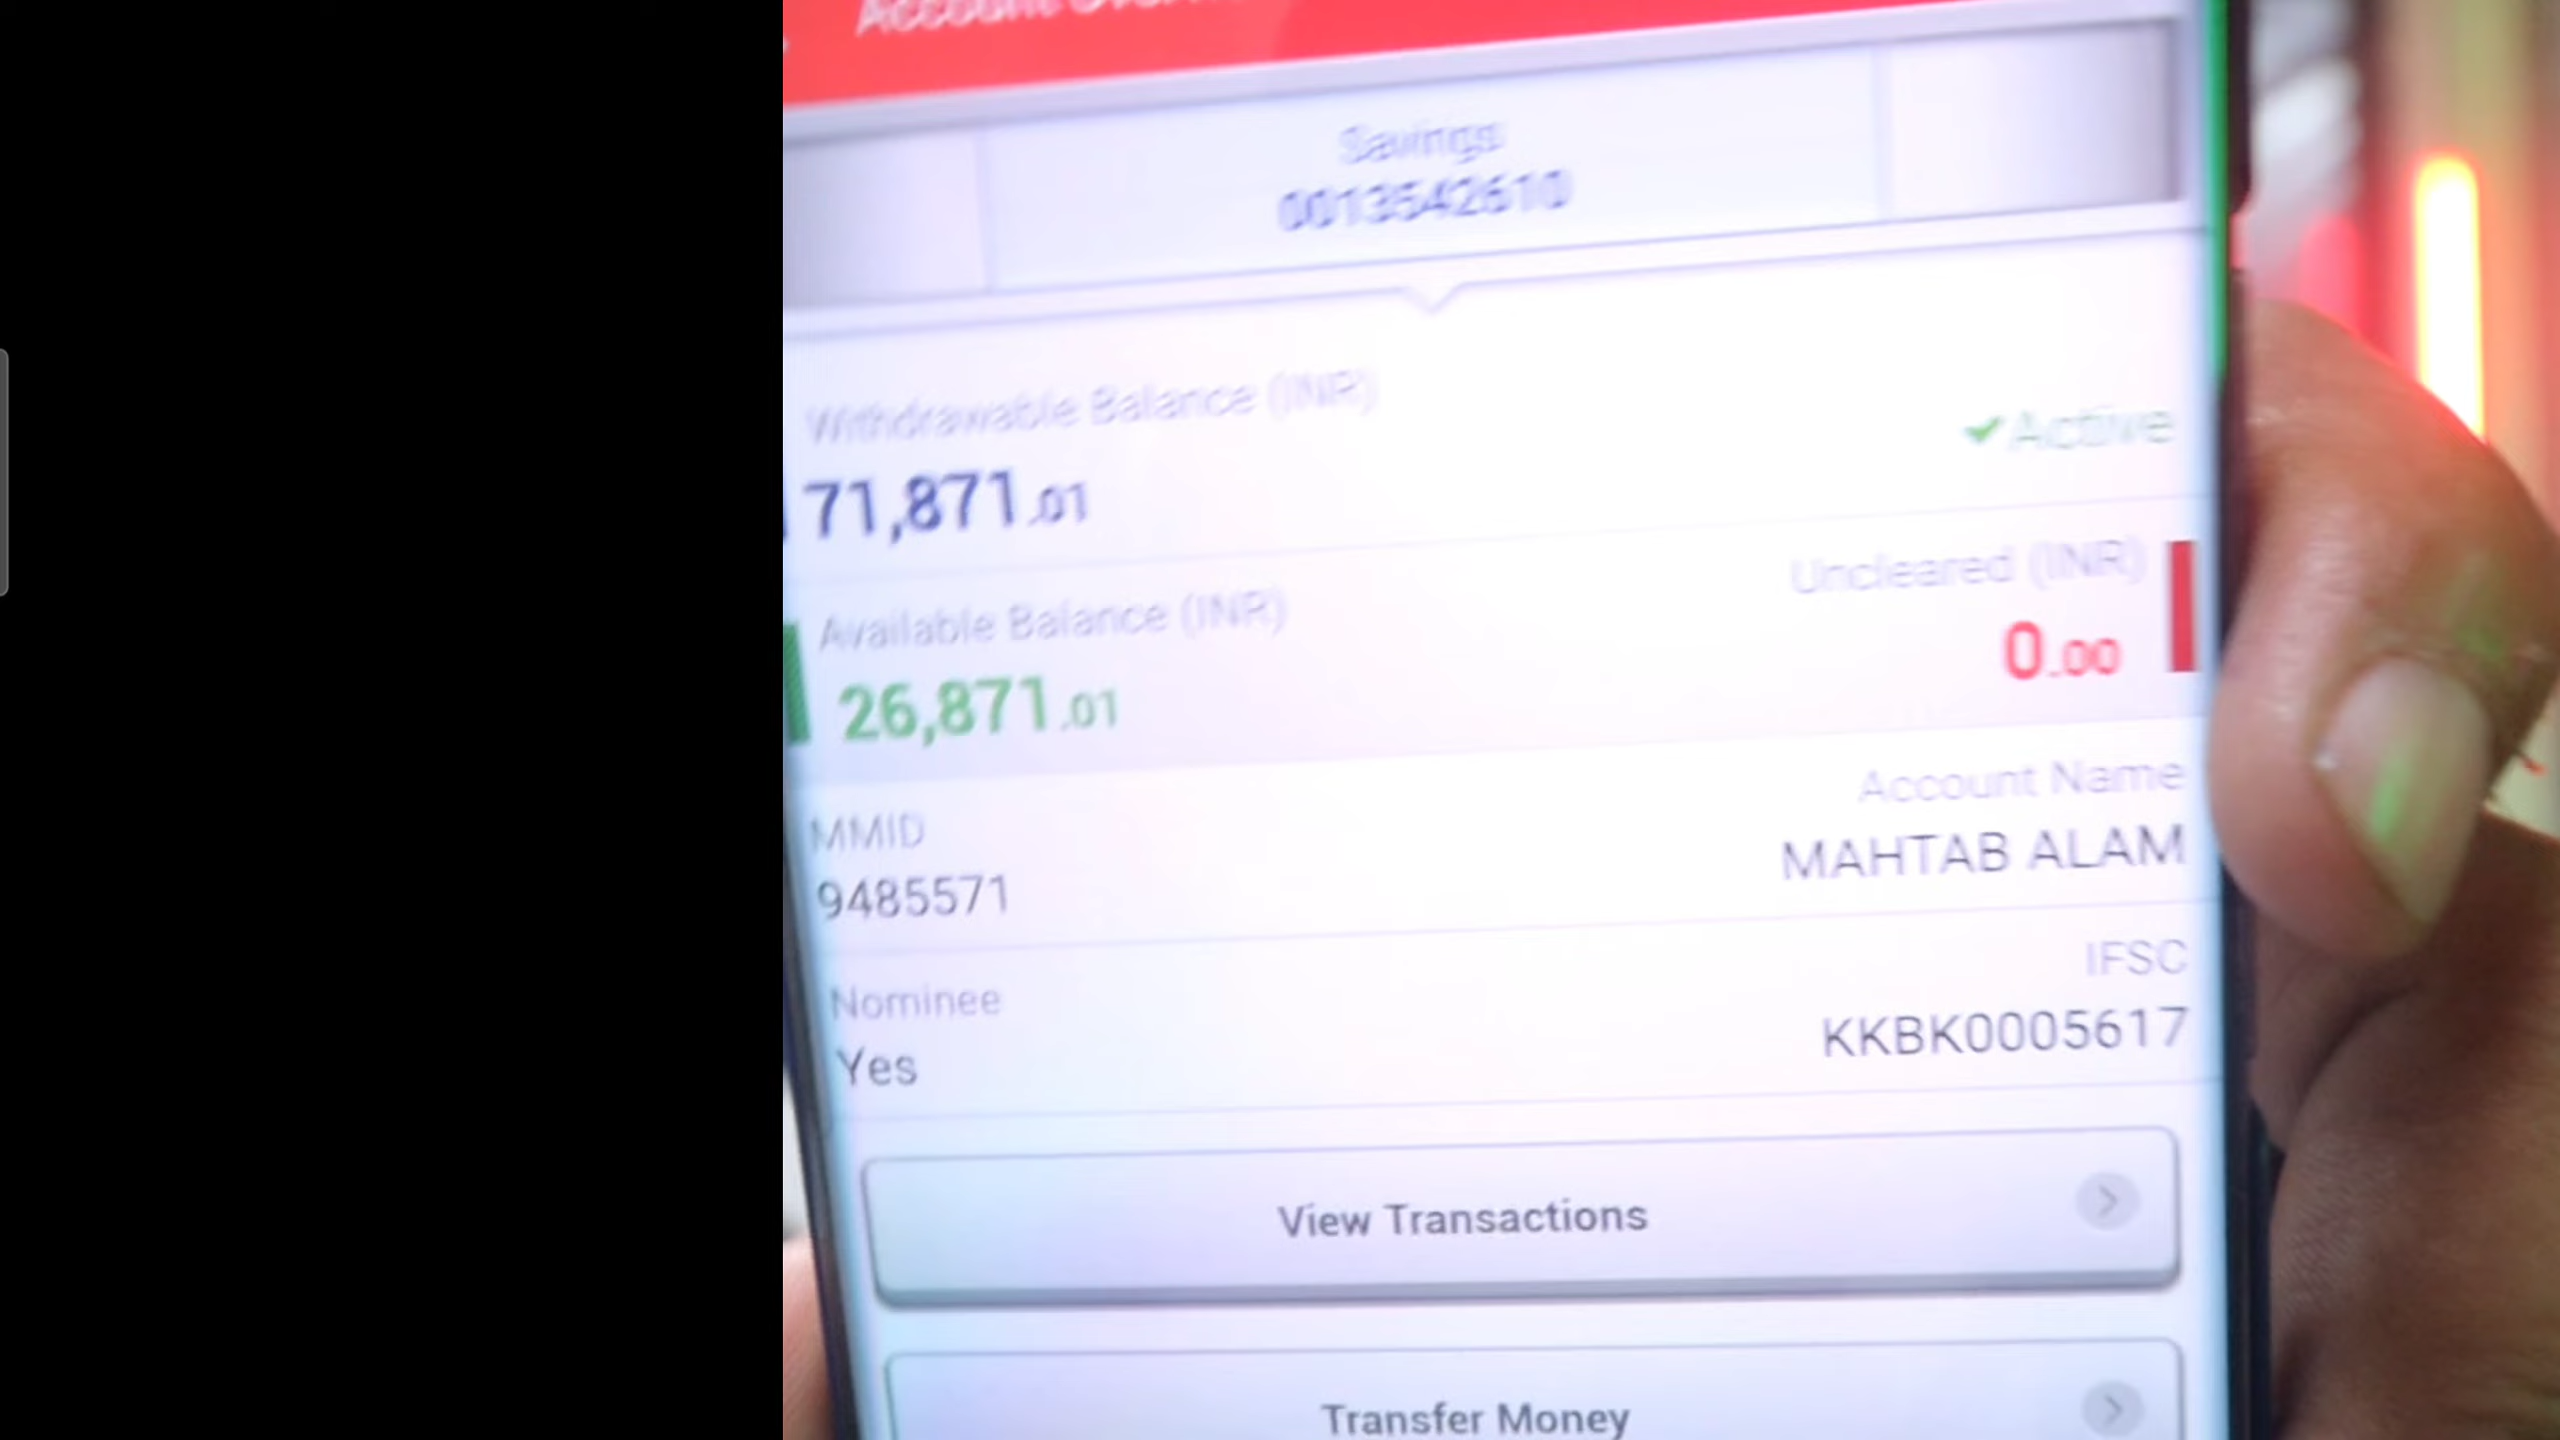 Account
Savings
0013542610
Withdrawable Balance (INR)
71,871.01
✓Active
Available Balance (INR)
26,871.01
Uncleared (INR)
0.00
MMID
9485571
Account Name
MAHTAB ALAM
Nominee
Yes
IFSC
KKBK0005617
View Transactions
Transfer Money